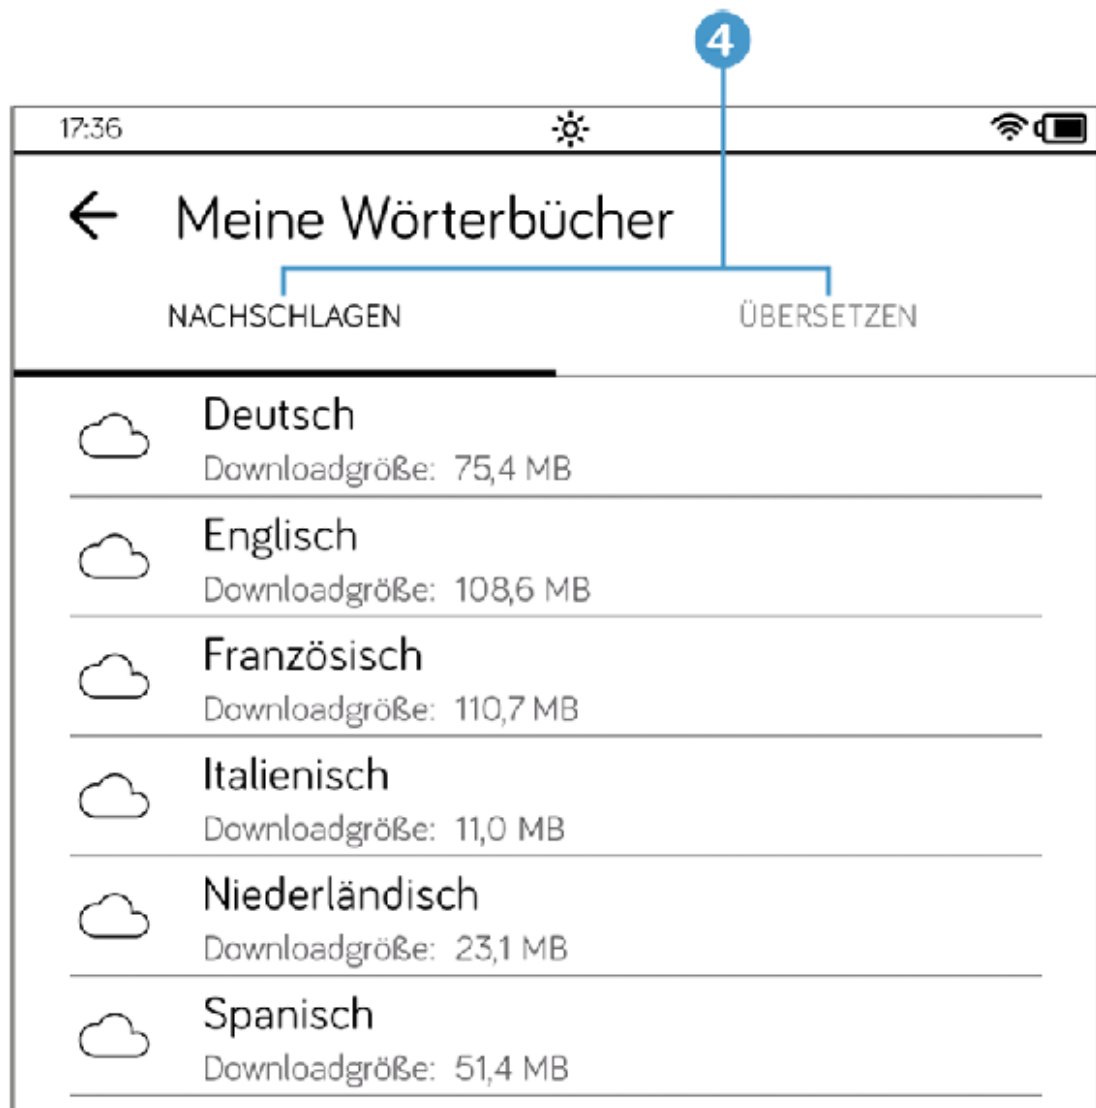 4
17:36
Meine Wörterbücher
NACHSCHLAGEN ÜBERSETZEN
Deutsch
Downloadgröße: 75,4 MB
Englisch
Downloadgröße: 108,6 MB
Französisch
Downloadgröße: 110,7 MB
Italienisch
Downloadgröße: 11,0 MB
Niederländisch
Downloadgröße: 23,1 MB
Spanisch
Downloadgröße: 51,4 MB